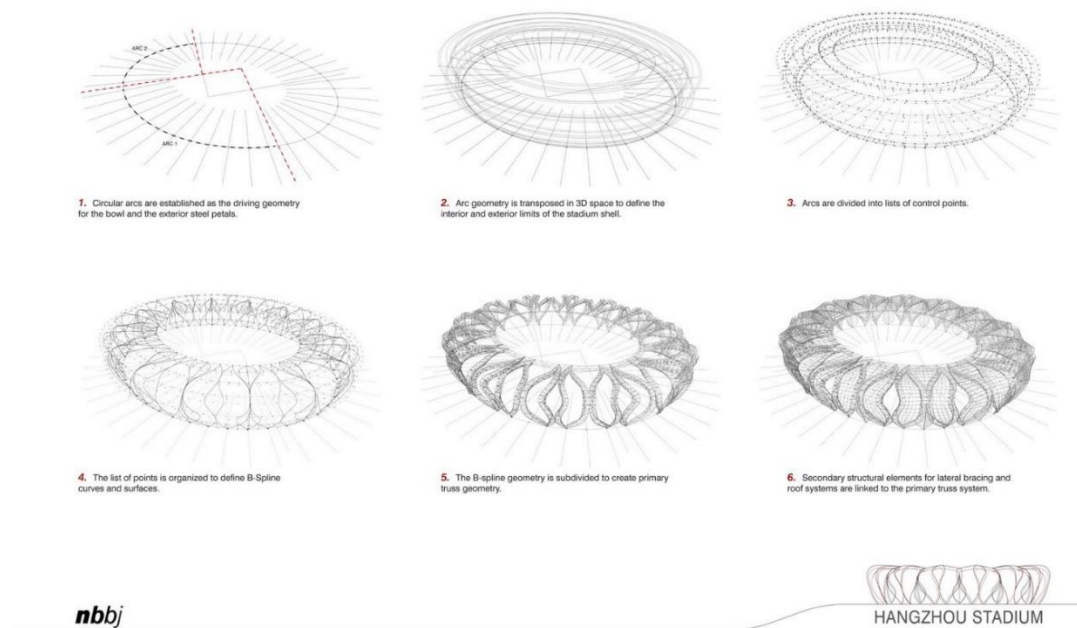 ARC 2
ARC 1
1. Circular arcs are established as the driving geometry
for the bowl and the exterior steel petals.
2. Arc geometry is transposed in 3D space to define the
interior and exterior limits of the stadium shell.
3. Arcs are divided into lists of control points.
4. The list of points is organized to define B-Spline
curves and surfaces.
5. The B-spline geometry is subdivided to create primary
truss geometry.
6. Secondary structural elements for lateral bracing and
roof systems are linked to the primary truss system.
nbbj
HANGZHOU STADIUM